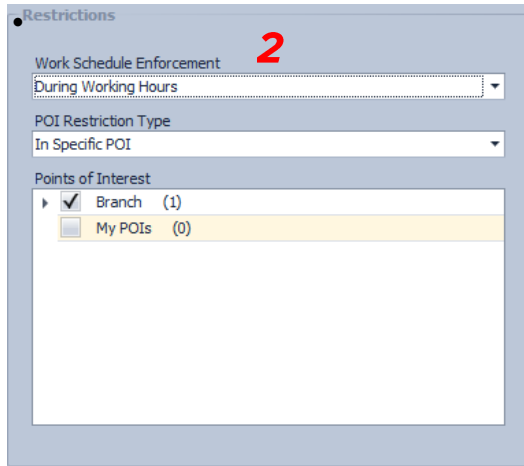 Restrictions
2
Work Schedule Enforcement
During Working Hours
POI Restriction Type
In Specific POI
Points of Interest
Branch (1)
My POIs (0)